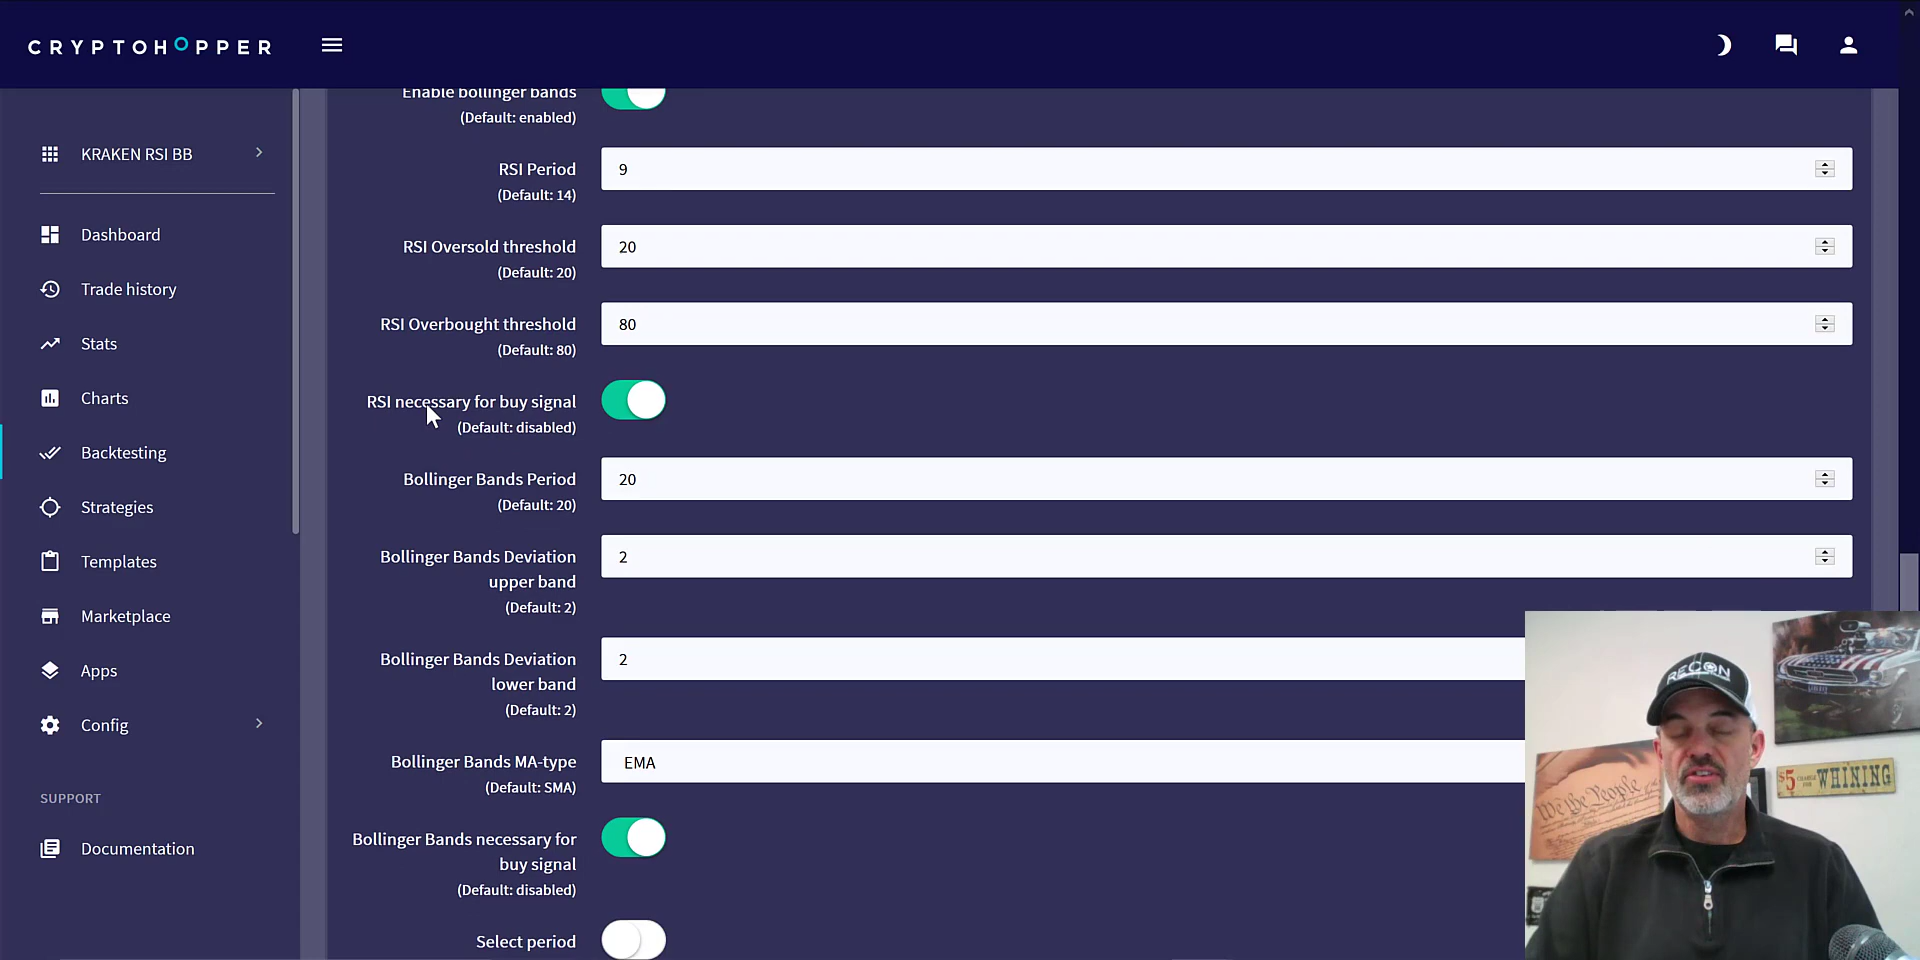 CRYPTOHOPPER
KRAKEN RSI BB
Dashboard
Trade history
Stats
Charts
Backtesting
Strategies
Templates
Marketplace
Apps
Config
SUPPORT
Documentation
Enable bollinger bands
(Default: enabled)
RSI Period
(Default: 14)
9
RSI Oversold threshold
(Default: 20)
20
RSI Overbought threshold
(Default: 80)
80
RSI necessary for buy signal
(Default: disabled)
Bollinger Bands Period
(Default: 20)
20
Bollinger Bands Deviation
upper band
(Default: 2)
2
Bollinger Bands Deviation
lower band
(Default: 2)
2
Bollinger Bands MA-type
(Default: SMA)
EMA
Bollinger Bands necessary for
buy signal
(Default: disabled)
Select period
RECON
We the People
$5 CHARGE
FOR
WHINING